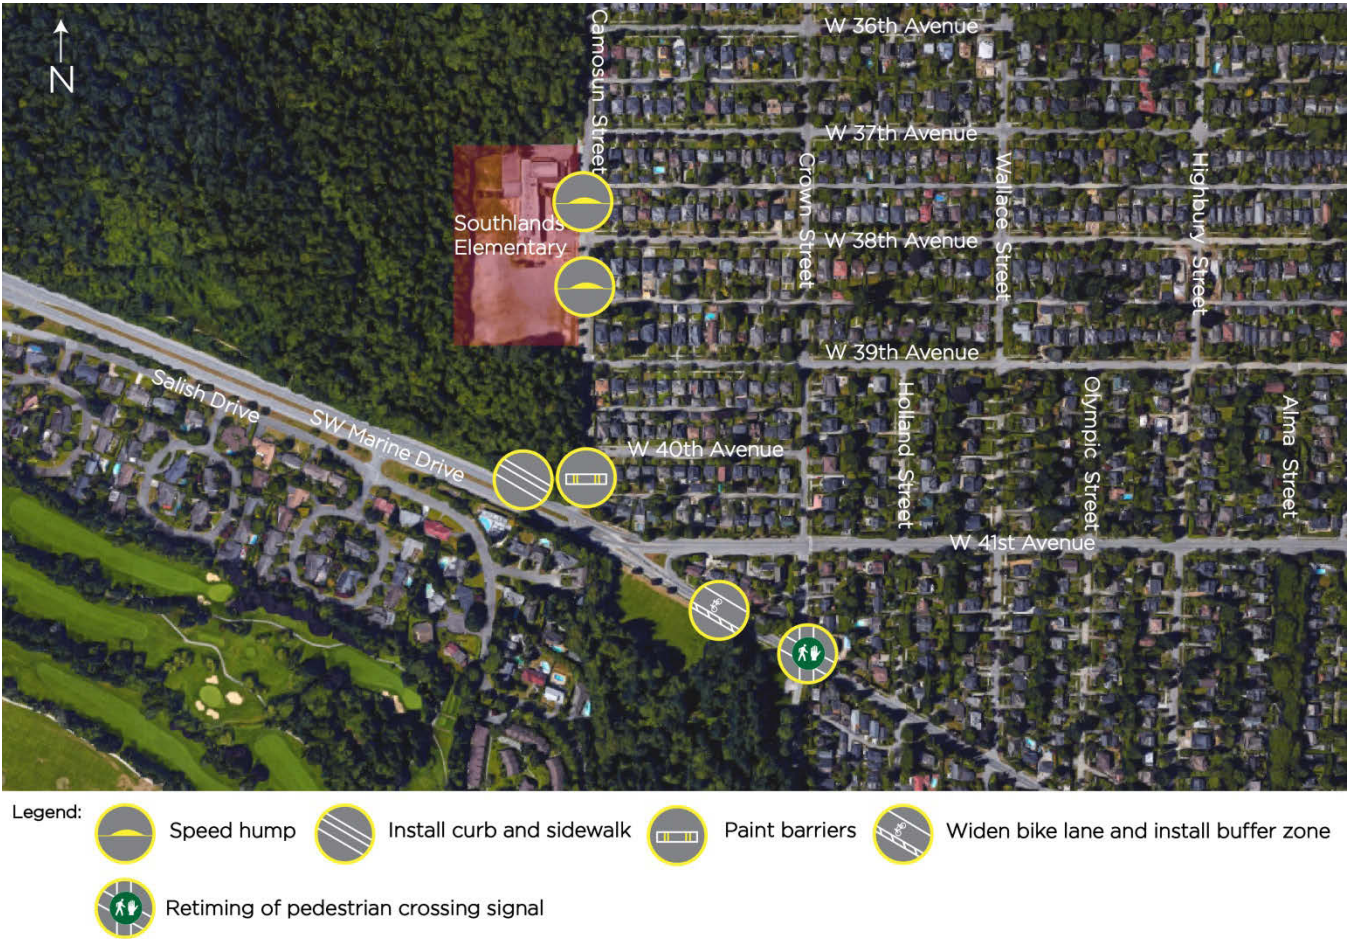 W 36th Avenue
N
Camosun Street
W 37th Avenue
Crown Street
Wallace Street
Highbury Street
Southlands
Elementary
W 38th Avenue
W 39th Avenue
Salish Drive
SW Marine Drive
Holland Street
Olympic Street
Alma Street
W 40th Avenue
W 41st Avenue
Legend:
Speed hump
Install curb and sidewalk
Paint barriers
Widen bike lane and install buffer zone
Retiming of pedestrian crossing signal